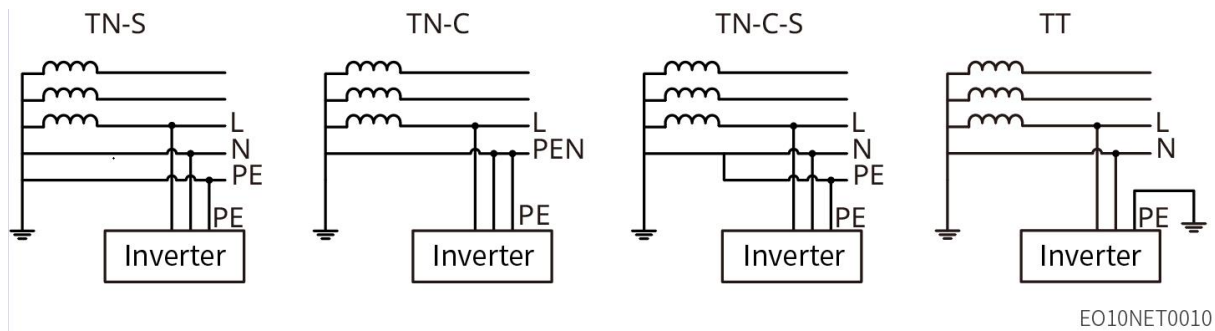 TN-S TN-C TN-C-S TT
L L L L
N PEN N N
PE PE
PE PE PE PE
Inverter Inverter Inverter Inverter
EO10NET0010